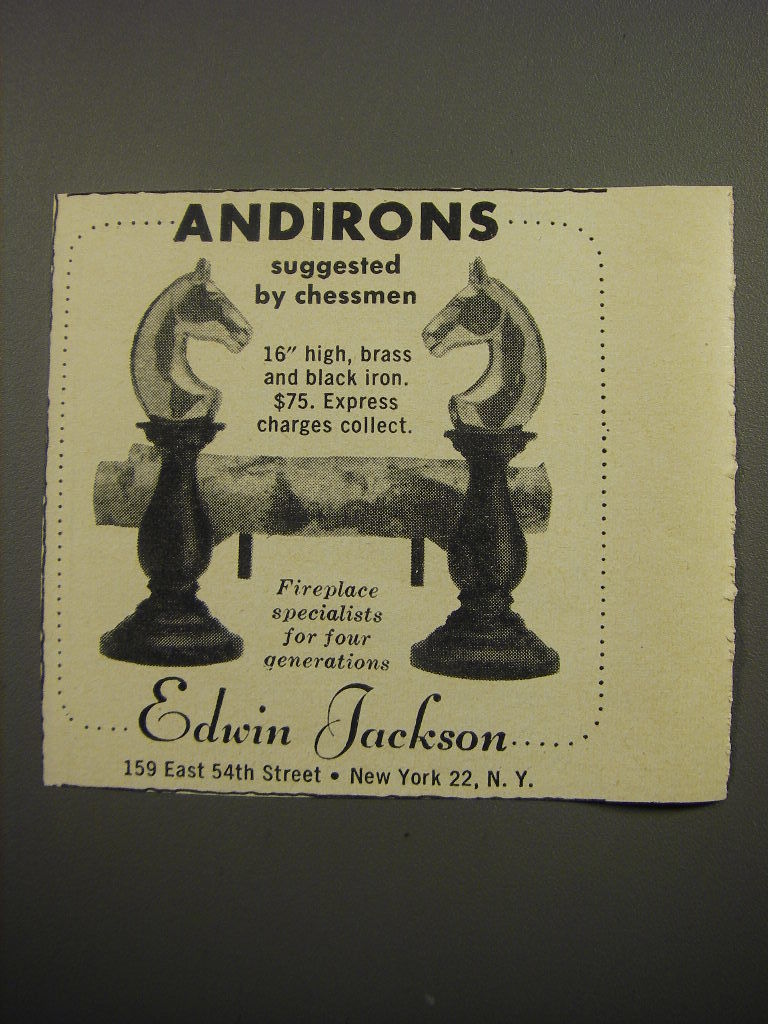 ANDIRONS
suggested
by chessmen
16" high, brass
and black iron.
$75. Express
charges collect.
Fireplace
specialists
for four
generations
Edwin Jackson
159 East 54th Street • New York 22, N. Y.